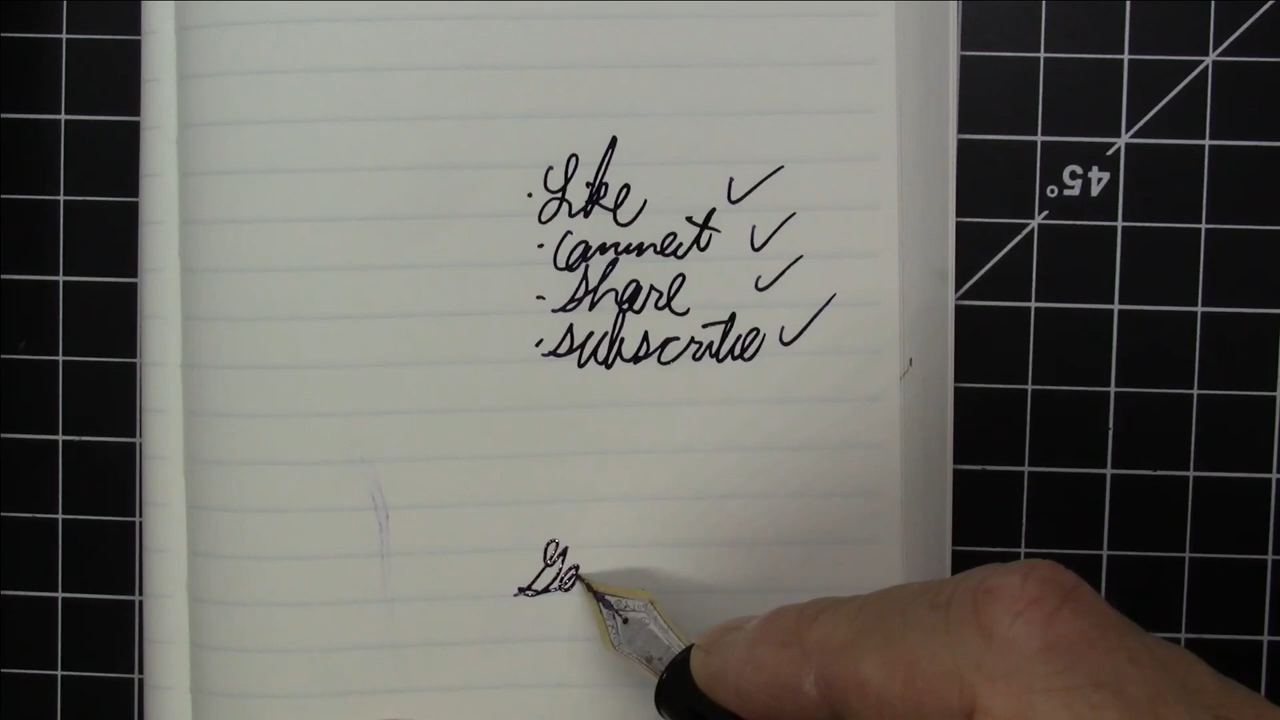 · Like ✓
· comment ✓
· share ✓
· subscribe ✓
Go
45°